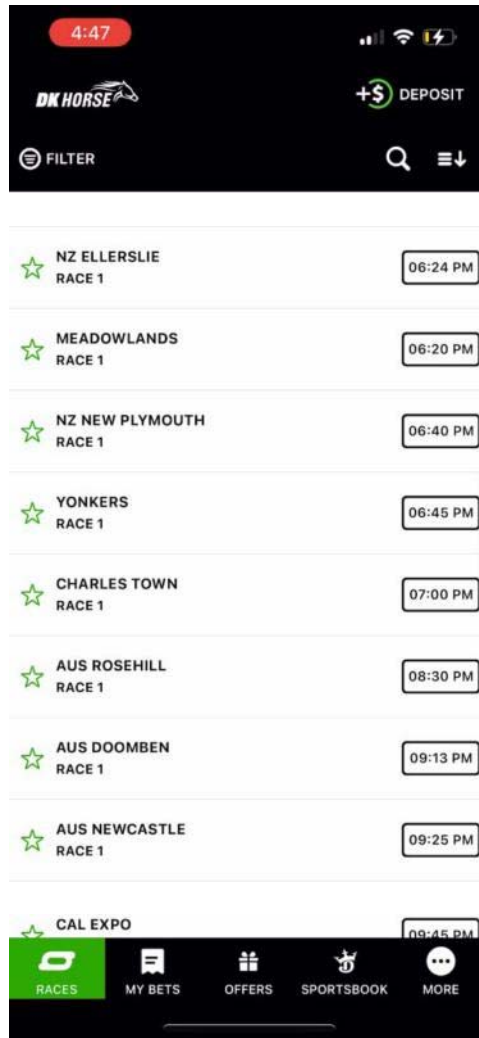 4:47
DK HORSE
+$ DEPOSIT
FILTER
NZ ELLERSLIE
RACE 1
06:24 PM
MEADOWLANDS
RACE 1
06:20 PM
NZ NEW PLYMOUTH
RACE 1
06:40 PM
YONKERS
RACE 1
06:45 PM
CHARLES TOWN
RACE 1
07:00 PM
AUS ROSEHILL
RACE 1
08:30 PM
AUS DOOMBEN
RACE 1
09:13 PM
AUS NEWCASTLE
RACE 1
09:25 PM
CAL EXPO
09:45 PM
RACES
MY BETS
OFFERS
SPORTSBOOK
MORE